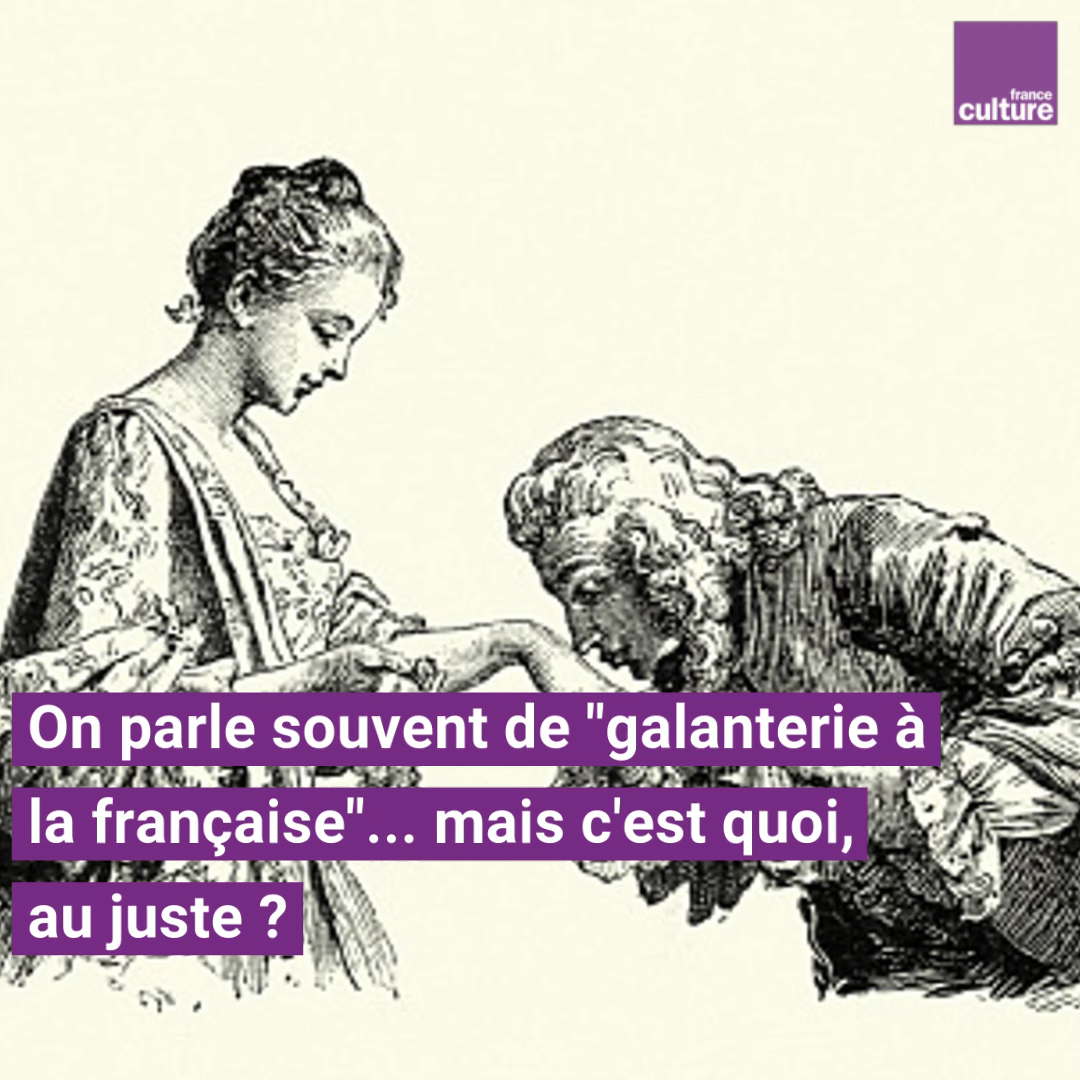 france
culture
On parle souvent de "galanterie à
la française"... mais c'est quoi,
au juste ?